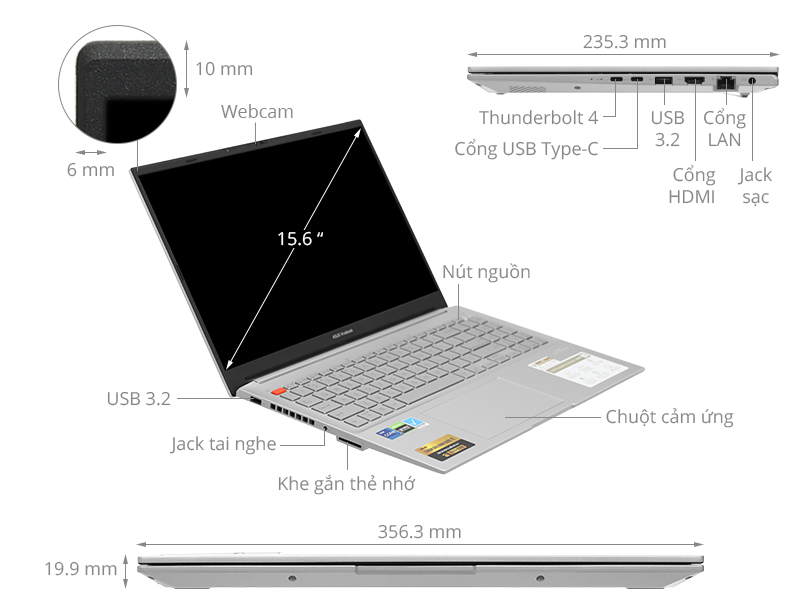 235.3 mm
10 mm
Webcam
6 mm
Thunderbolt 4
Cổng USB Type-C
USB
3.2
Cổng
LAN
Cổng
HDMI
Jack
sạc
15.6 “
Nút nguồn
USB 3.2
Jack tai nghe
Khe gắn thẻ nhớ
Chuột cảm ứng
356.3 mm
19.9 mm